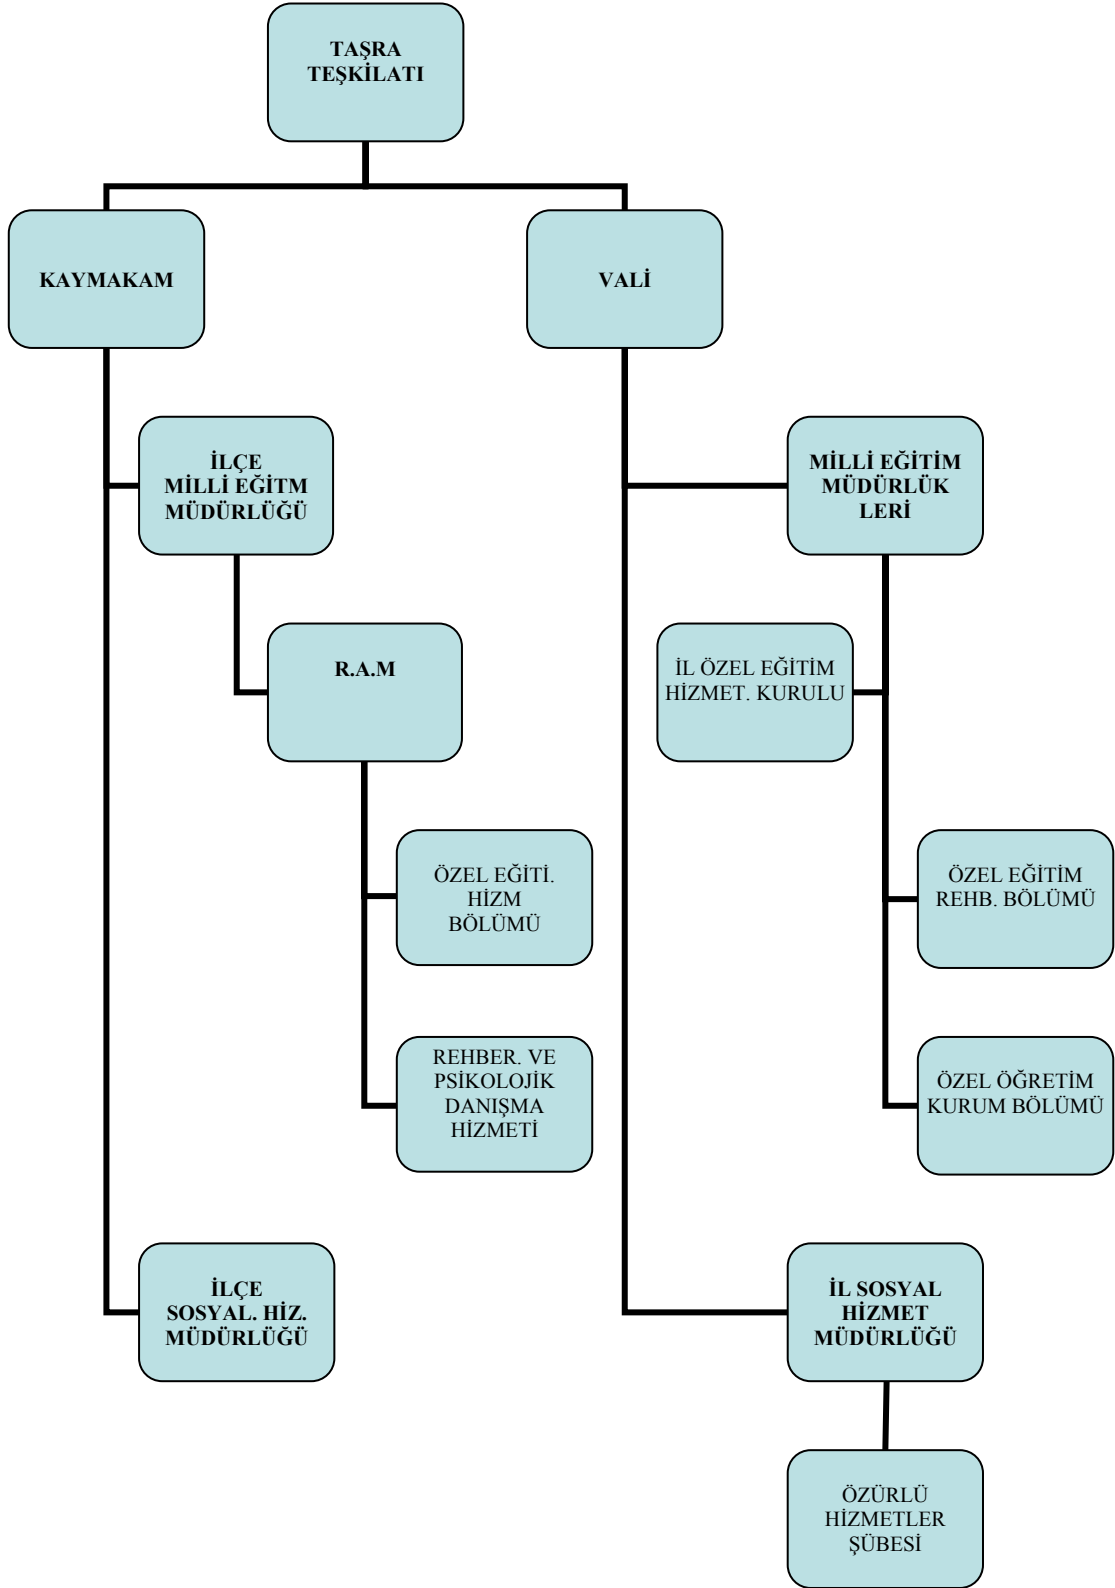 TAŞRA
TEŞKİLATI
KAYMAKAM
VALİ
İLÇE
MİLLİ EĞİTM
MÜDÜRLÜĞÜ
MİLLİ EĞİTİM
MÜDÜRLÜK
LERİ
R.A.M
İL ÖZEL EĞİTİM
HİZMET. KURULU
ÖZEL EĞİTİ.
HİZM
BÖLÜMÜ
ÖZEL EĞİTİM
REHB. BÖLÜMÜ
REHBER. VE
PSİKOLOJİK
DANIŞMA
HİZMETİ
ÖZEL ÖĞRETİM
KURUM BÖLÜMÜ
İLÇE
SOSYAL. HİZ.
MÜDÜRLÜĞÜ
İL SOSYAL
HİZMET
MÜDÜRLÜĞÜ
ÖZÜRLÜ
HİZMETLER
ŞÜBESİ